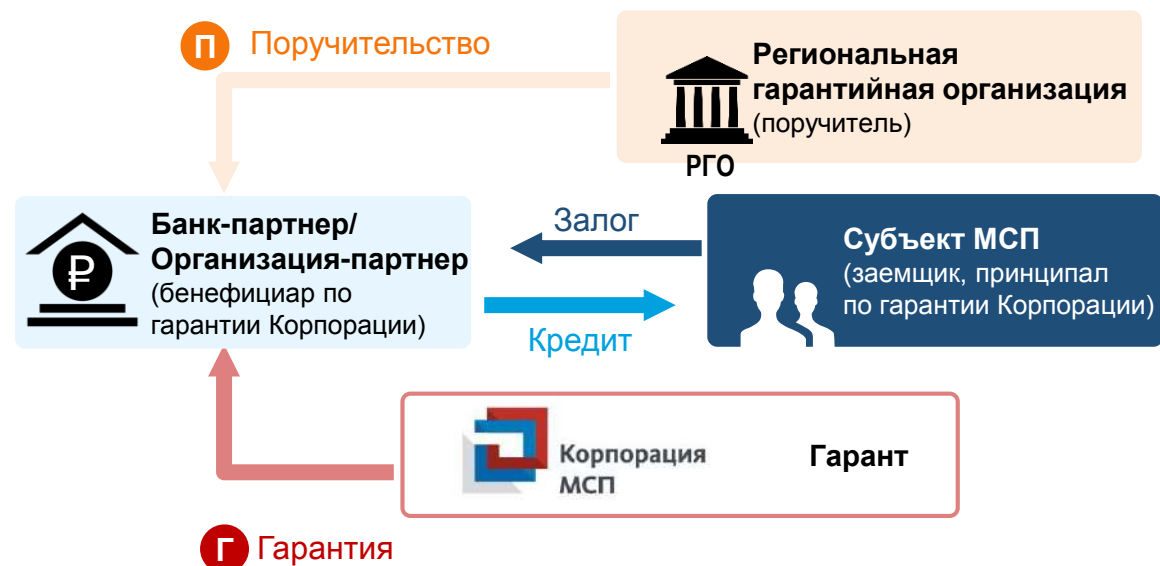 П Поручительство
Региональная
гарантийная организация
(поручитель)
РГО
Банк-партнер/
Организация-партнер
(бенефициар по
гарантии Корпорации)
₽
Залог
Кредит
Субъект МСП
(заемщик, принципал
по гарантии Корпорации)
Корпорация
МСП
Гарант
Г Гарантия